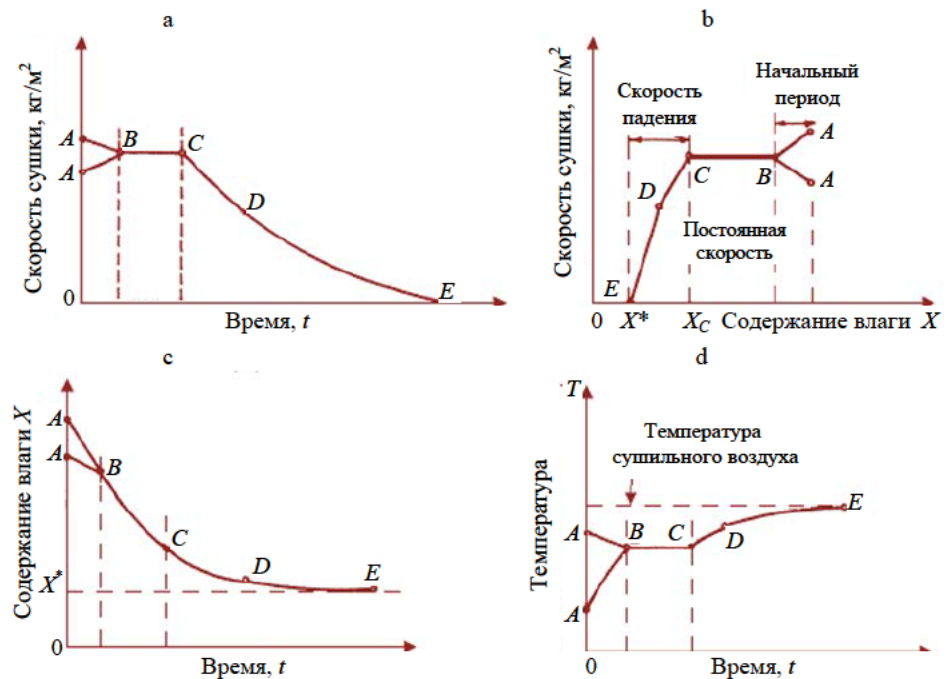 a
Скорость сушки, кг/м²
A
A
B
C
D
E
0
Время, t
b
Скорость сушки, кг/м²
Скорость
падения
Начальный
период
A
A
B
C
D
E
Постоянная
скорость
0
X*
X_C
Содержание влаги X
c
Содержание влаги X
A
A
B
C
D
E
X*
0
Время, t
d
T
Температура
Температура
сушильного воздуха
A
A
B
C
D
E
0
Время, t